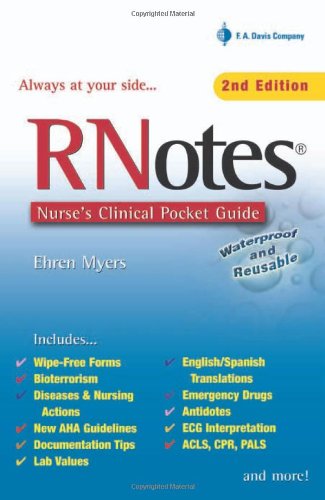 Copyrighted Material
F. A. Davis Company
Always at your side...
2nd Edition
RNotes®
Nurse's Clinical Pocket Guide
Waterproof
and
Reusable
Ehren Myers
Includes...
Wipe-Free Forms
Bioterrorism
Diseases & Nursing
Actions
New AHA Guidelines
Documentation Tips
Lab Values
English/Spanish
Translations
Emergency Drugs
Antidotes
ECG Interpretation
ACLS, CPR, PALS
and more!
Copyrighted Material